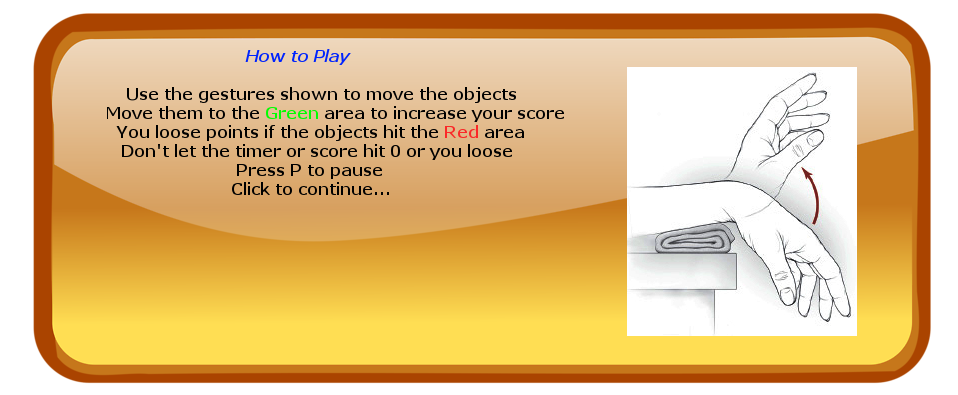 How to Play
Use the gestures shown to move the objects
Move them to the Green area to increase your score
You loose points if the objects hit the Red area
Don't let the timer or score hit 0 or you loose
Press P to pause
Click to continue...